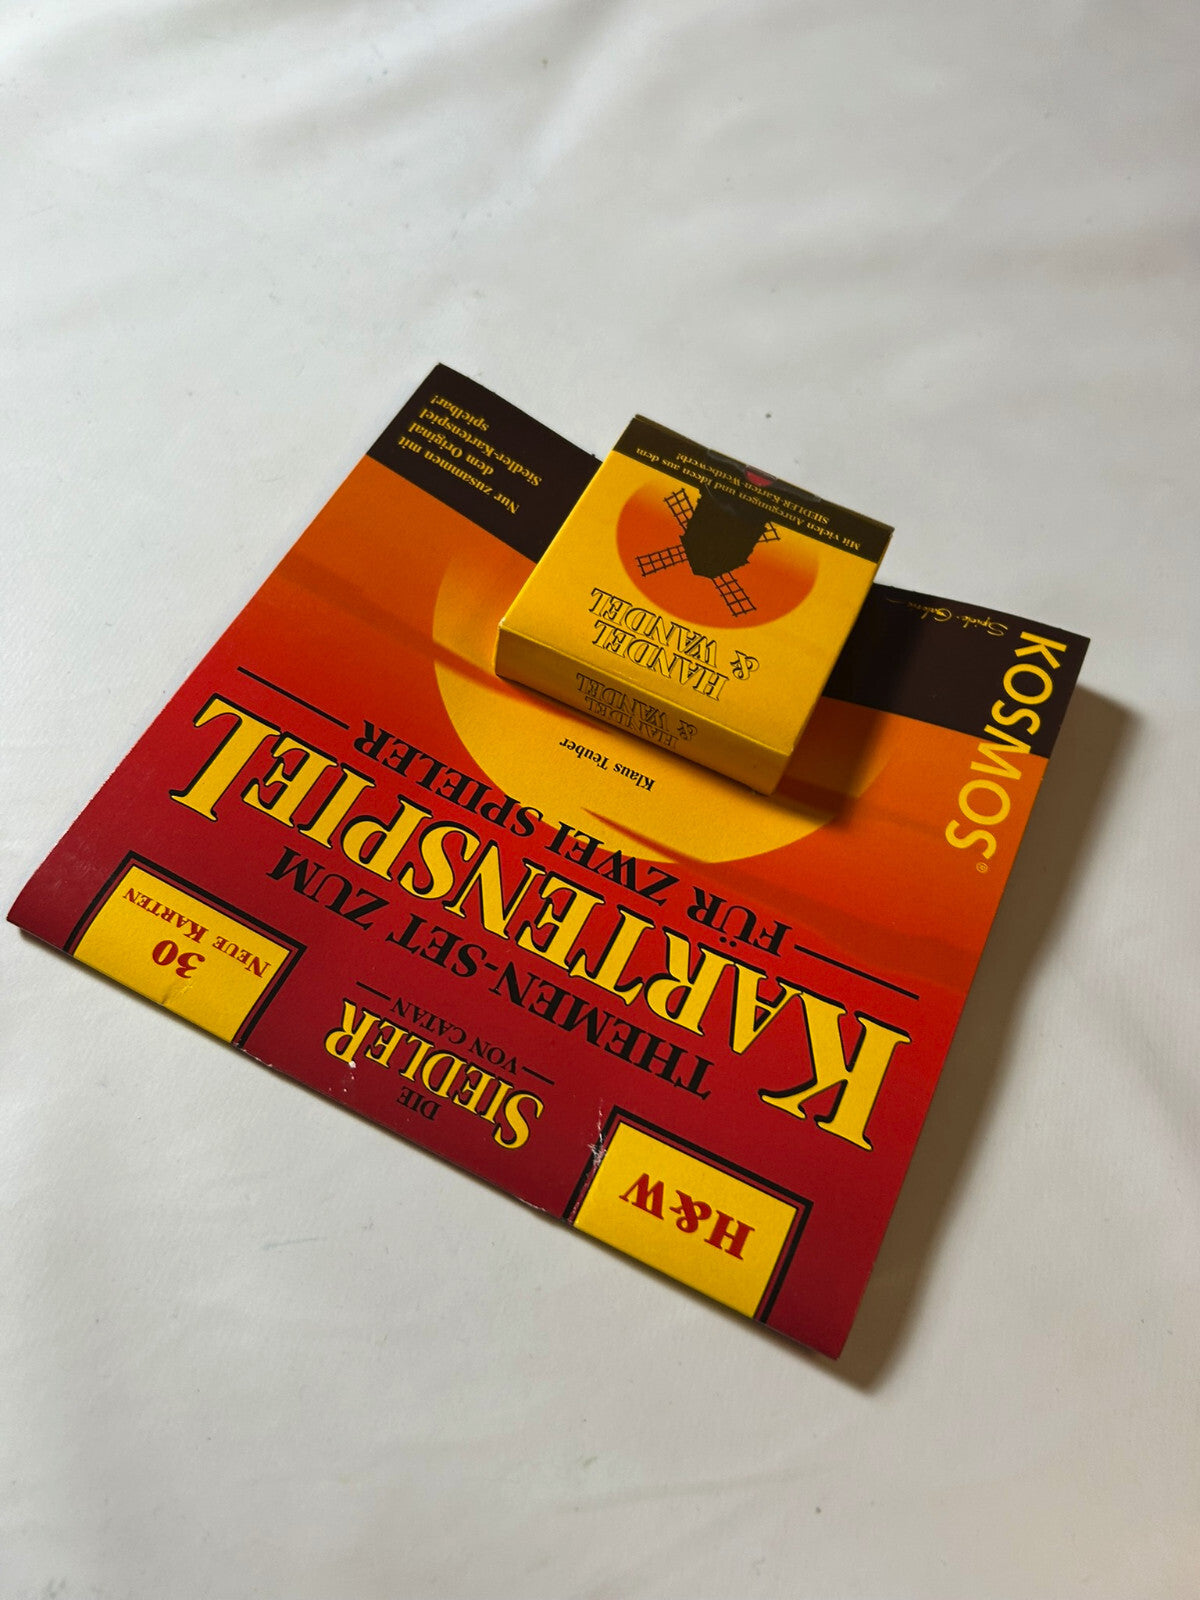 H&W
DIE
SIEDLER
VON CATAN
30
NEUE KARTEN
THEMEN-SET ZUM
KARTENSPIEL
FÜR ZWEI SPIELER
Klaus Teuber
HANDEL
& WANDEL
HANDEL
& WANDEL
Mit vielen Anregungen und Ideen aus dem
SIEDLER-Karten-Wettbewerb!
KOSMOS®
Spiele-Galerie
Nur zusammen mit
dem Original
Siedler-Kartenspiel
spielbar!